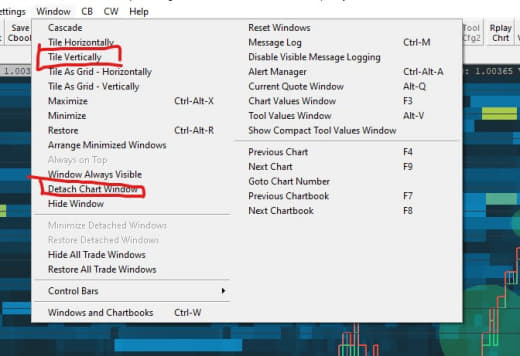 ettings Window CB CW Help
Save
Cbool
Tool
Cfg2
Rplay
Chrt
1.003
: 1.00365
Cascade
Tile Horizontally
Tile Vertically
Tile As Grid - Horizontally
Tile As Grid - Vertically
Maximize Ctrl-Alt-X
Minimize
Restore Ctrl-Alt-R
Arrange Minimized Windows
Always on Top
Window Always Visible
Detach Chart Window
Hide Window
Minimize Detached Windows
Restore Detached Windows
Hide All Trade Windows
Restore All Trade Windows
Control Bars
Windows and Chartbooks Ctrl-W
Reset Windows
Message Log Ctrl-M
Disable Visible Message Logging
Alert Manager Ctrl-Alt-A
Current Quote Window Alt-Q
Chart Values Window F3
Tool Values Window Alt-V
Show Compact Tool Values Window
Previous Chart F4
Next Chart F9
Goto Chart Number
Previous Chartbook F7
Next Chartbook F8